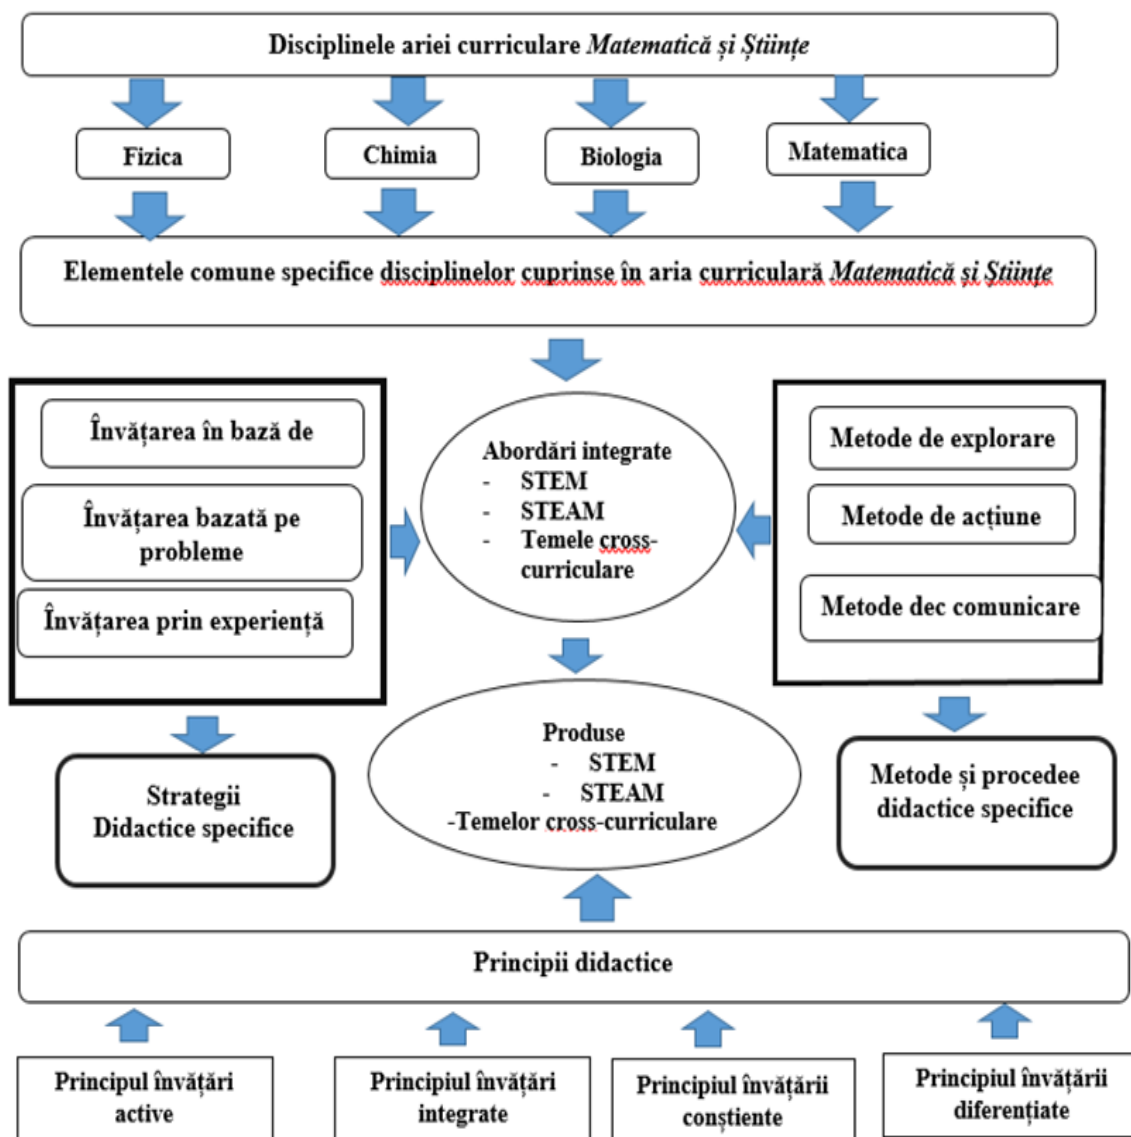 Disciplinele ariei curriculare Matematică și Științe
Fizica
Chimia
Biologia
Matematica
Elementele comune specifice disciplinelor cuprinse în aria curriculară Matematică și Științe
Învățarea în bază de
Învățarea bazată pe
probleme
Învățarea prin experiență
Abordări integrate
- STEM
- STEAM
- Temele cross-
curriculare
Metode de explorare
Metode de acțiune
Metode dec comunicare
Strategii
Didactice specifice
Produse
- STEM
- STEAM
-Temelor cross-curriculare
Metode și procedee
didactice specifice
Principii didactice
Principul învățări
active
Principiul învățări
integrate
Principiul învățării
conștiente
Principiul învățării
diferențiate